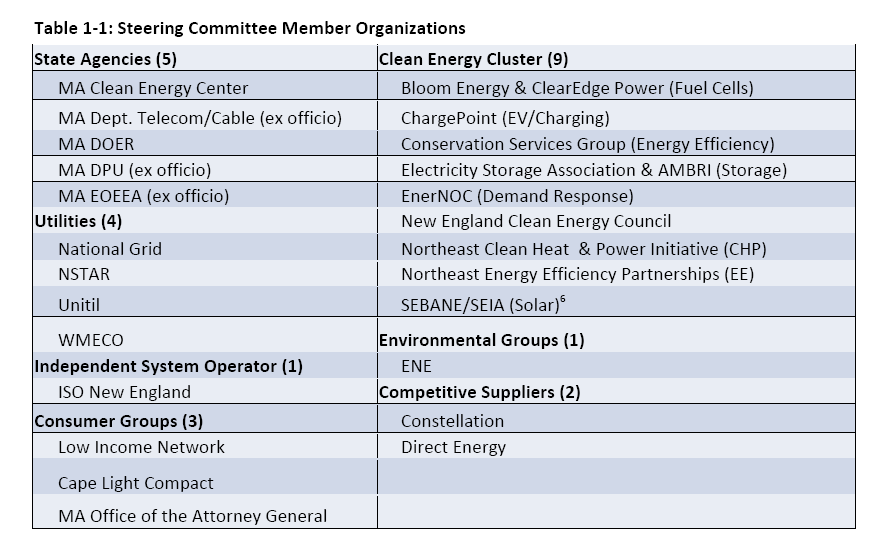 Table 1-1: Steering Committee Member Organizations
State Agencies (5) Clean Energy Cluster (9)
MA Clean Energy Center Bloom Energy & ClearEdge Power (Fuel Cells)
MA Dept. Telecom/Cable (ex officio) ChargePoint (EV/Charging)
MA DOER Conservation Services Group (Energy Efficiency)
MA DPU (ex officio) Electricity Storage Association & AMBRI (Storage)
MA EOEEA (ex officio) EnerNOC (Demand Response)
Utilities (4) New England Clean Energy Council
National Grid Northeast Clean Heat & Power Initiative (CHP)
NSTAR Northeast Energy Efficiency Partnerships (EE)
Unitil SEBANE/SEIA (Solar)⁶
WMECO Environmental Groups (1)
Independent System Operator (1) ENE
ISO New England Competitive Suppliers (2)
Consumer Groups (3) Constellation
Low Income Network Direct Energy
Cape Light Compact
MA Office of the Attorney General